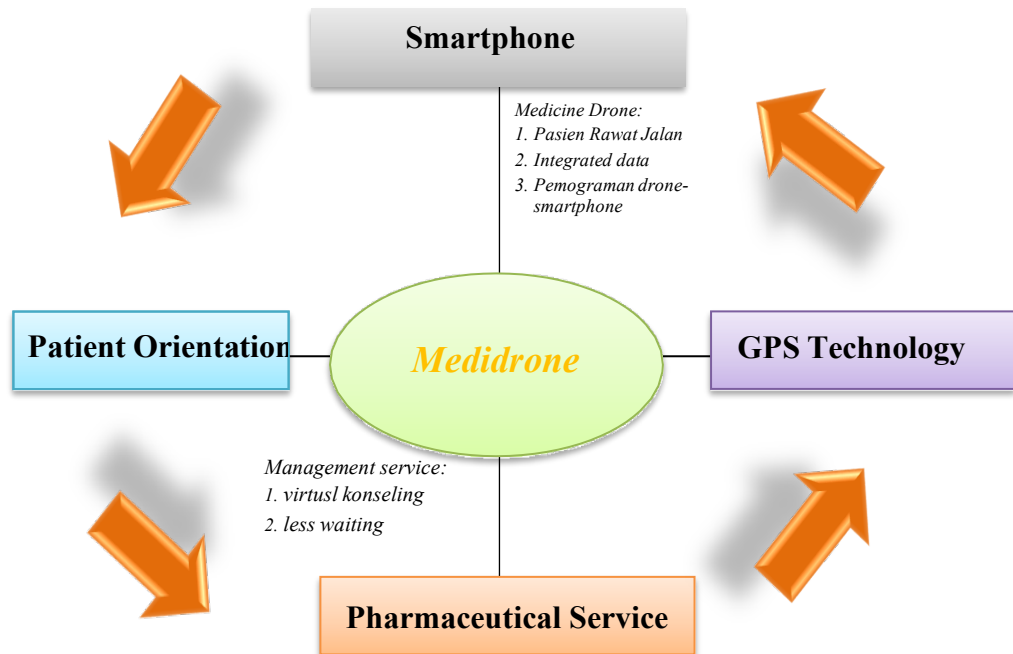 Smartphone
Medicine Drone:
1. Pasien Rawat Jalan
2. Integrated data
3. Pemograman drone-
smartphone
Patient Orientation
Medidrone
GPS Technology
Management service:
1. virtusl konseling
2. less waiting
Pharmaceutical Service